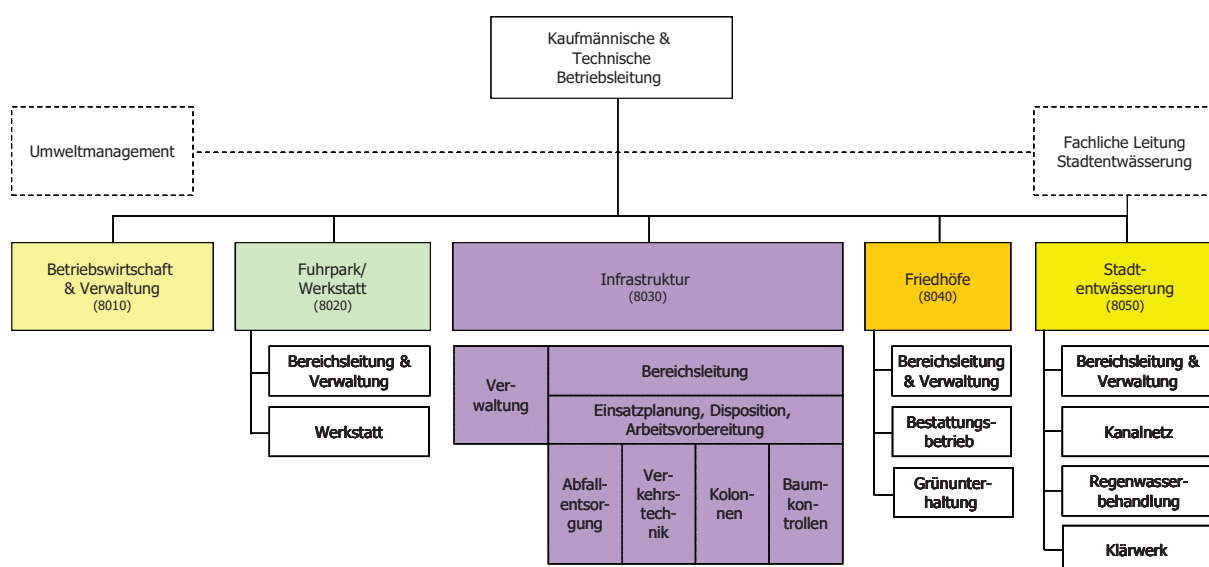 Kaufmännische &
Technische
Betriebsleitung
Umweltmanagement
Fachliche Leitung
Stadtentwässerung
Betriebswirtschaft
& Verwaltung
(8010)
Fuhrpark/
Werkstatt
(8020)
Infrastruktur
(8030)
Friedhöfe
(8040)
Stadt-
entwässerung
(8050)
Bereichsleitung &
Verwaltung
Werkstatt
Ver-
waltung
Bereichsleitung
Einsatzplanung, Disposition,
Arbeitsvorbereitung
Abfall-
entsor-
gung
Ver-
kehrs-
tech-
nik
Kolon-
nen
Baum-
kon-
trollen
Bereichsleitung
& Verwaltung
Bestattungs-
betrieb
Grünunter-
haltung
Bereichsleitung &
Verwaltung
Kanalnetz
Regenwasser-
behandlung
Klärwerk